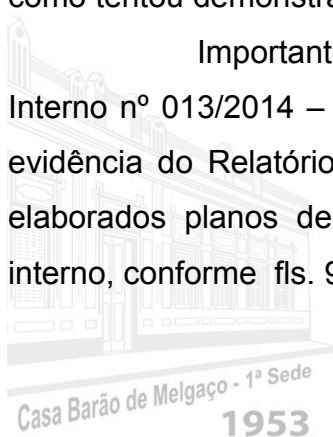 como tentou demonstra
Important
Interno nº 013/2014 –
evidência do Relatório
elaborados planos de
interno, conforme fls. 9
Casa Barão de Melgaço - 1ª Sede
1953